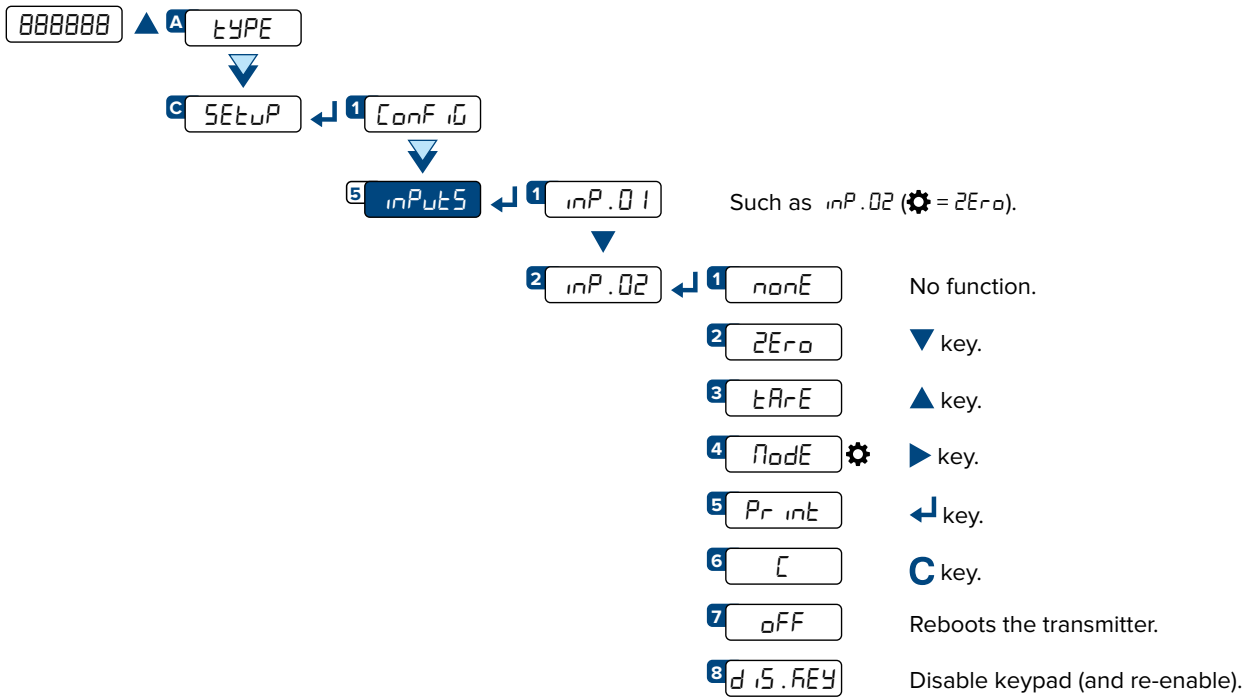 888888 A tYPE
C SEtuP 1 ConFiG
5 inPutS 1 inP.01 Such as inP.02 ( = 2Ero).
2 inP.02 1 nonE No function.
2 2Ero key.
3 tArE key.
4 ModE key.
5 Print key.
6 C C key.
7 oFF Reboots the transmitter.
8 diS.KEY Disable keypad (and re-enable).